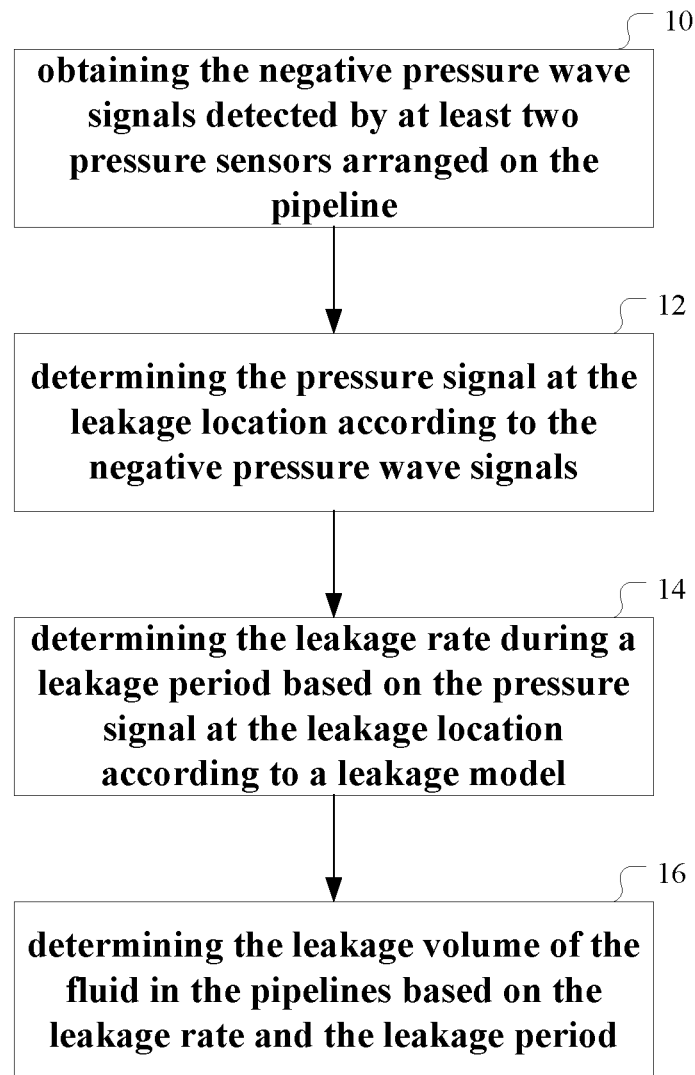 10
obtaining the negative pressure wave
signals detected by at least two
pressure sensors arranged on the
pipeline
12
determining the pressure signal at the
leakage location according to the
negative pressure wave signals
14
determining the leakage rate during a
leakage period based on the pressure
signal at the leakage location
according to a leakage model
16
determining the leakage volume of the
fluid in the pipelines based on the
leakage rate and the leakage period